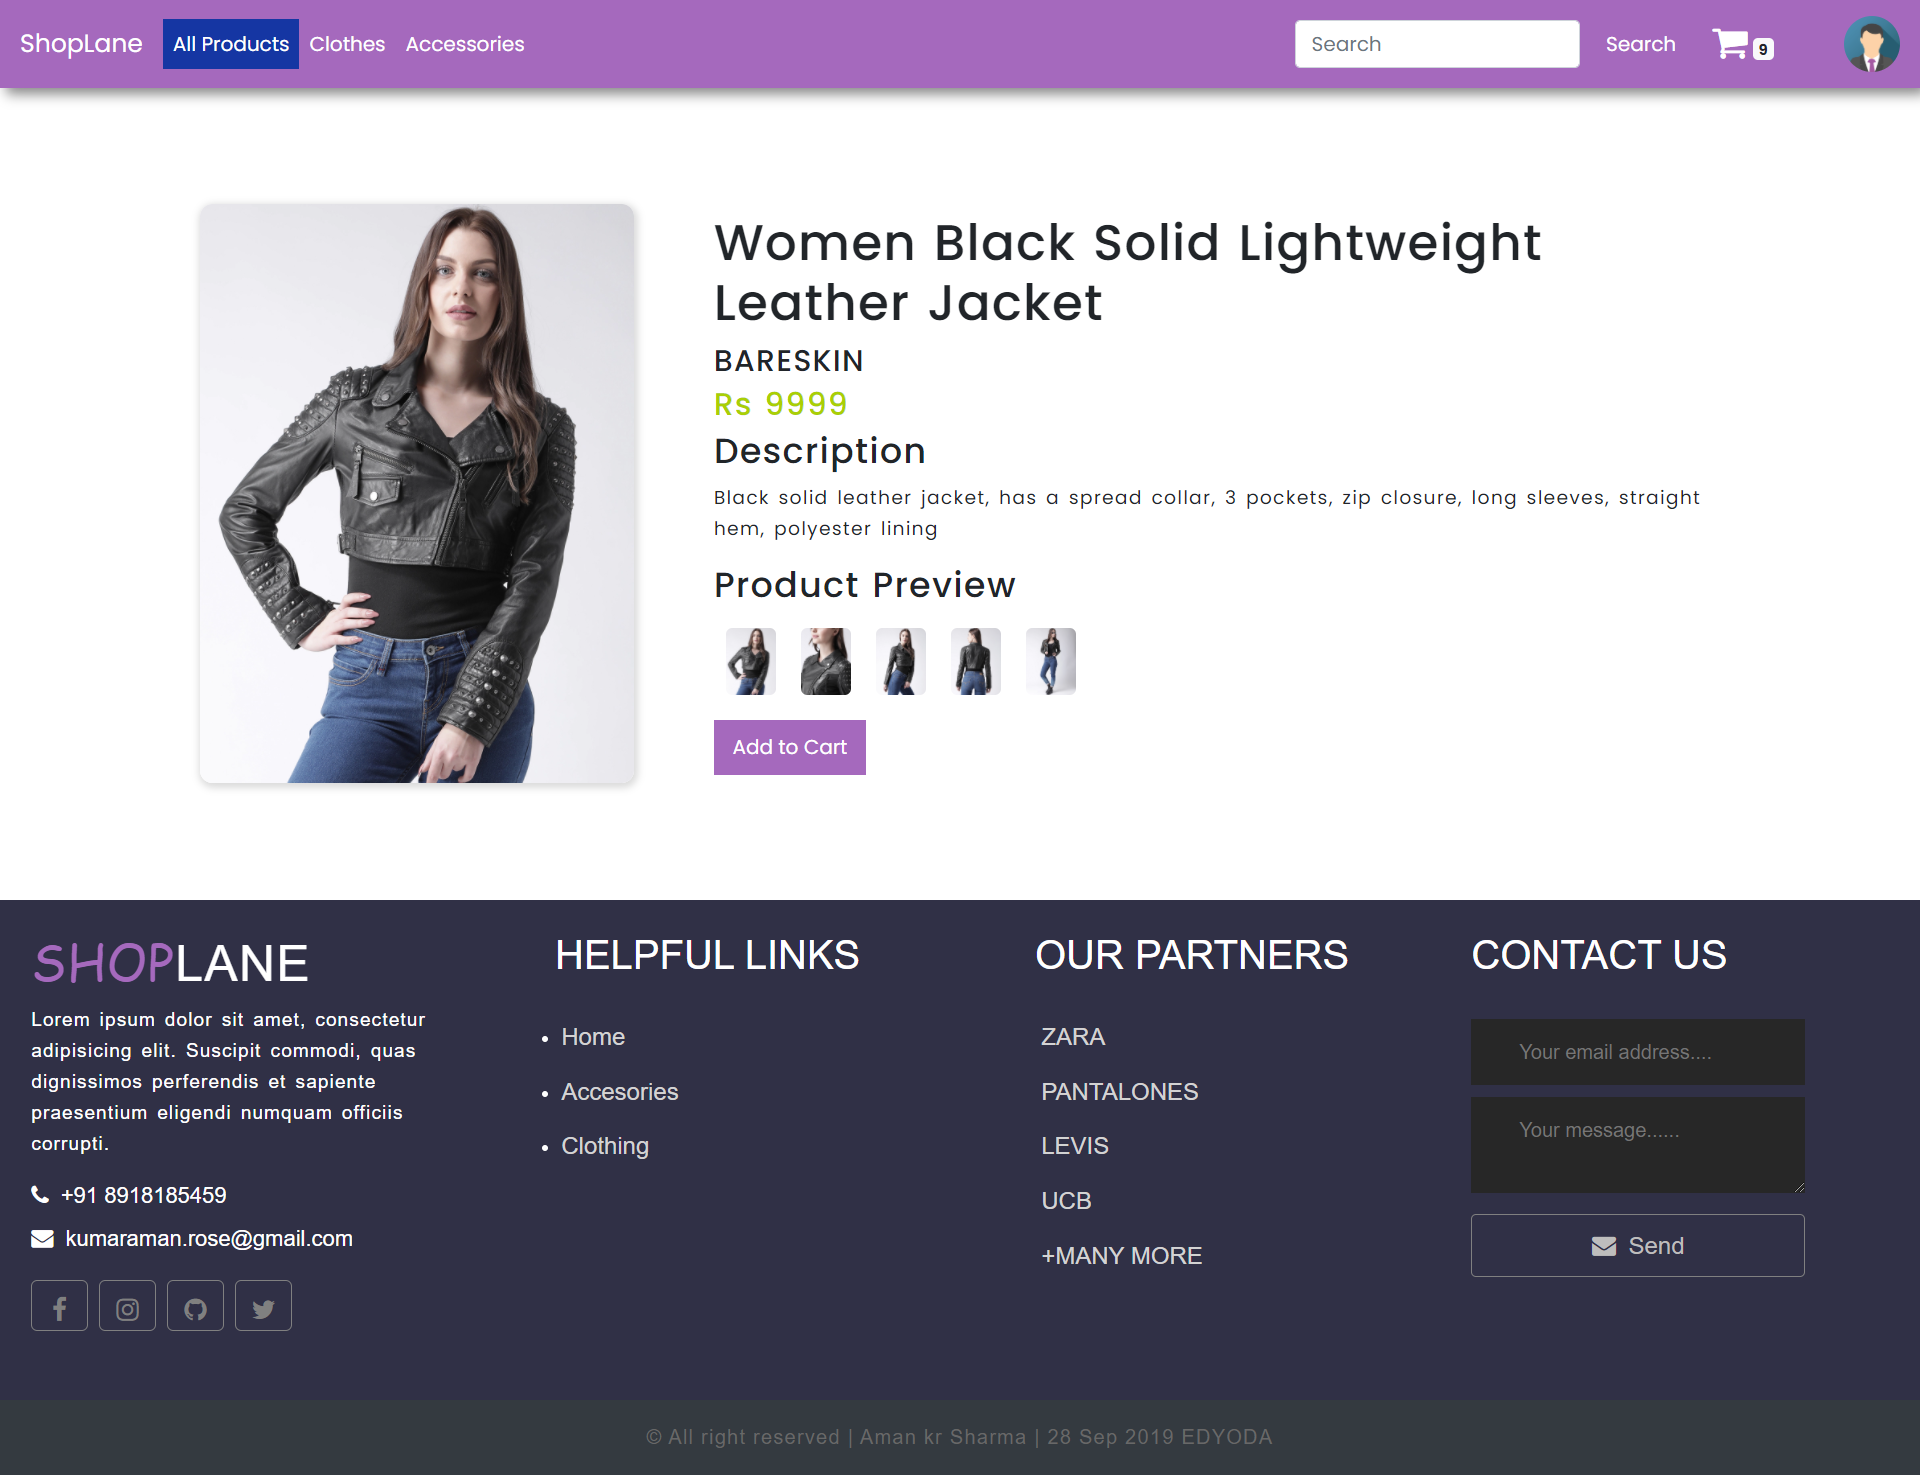 ShopLane All Products Clothes Accessories Search Search 9
Women Black Solid Lightweight
Leather Jacket
BARESKIN
Rs 9999
Description
Black solid leather jacket, has a spread collar, 3 pockets, zip closure, long sleeves, straight
hem, polyester lining
Product Preview
Add to Cart
SHOPLANE
Lorem ipsum dolor sit amet, consectetur
adipisicing elit. Suscipit commodi, quas
dignissimos perferendis et sapiente
praesentium eligendi numquam officiis
corrupti.
+91 8918185459
kumaraman.rose@gmail.com
HELPFUL LINKS
Home
Accesories
Clothing
OUR PARTNERS
ZARA
PANTALONES
LEVIS
UCB
+MANY MORE
CONTACT US
Your email address....
Your message......
Send
© All right reserved | Aman kr Sharma | 28 Sep 2019 EDYODA